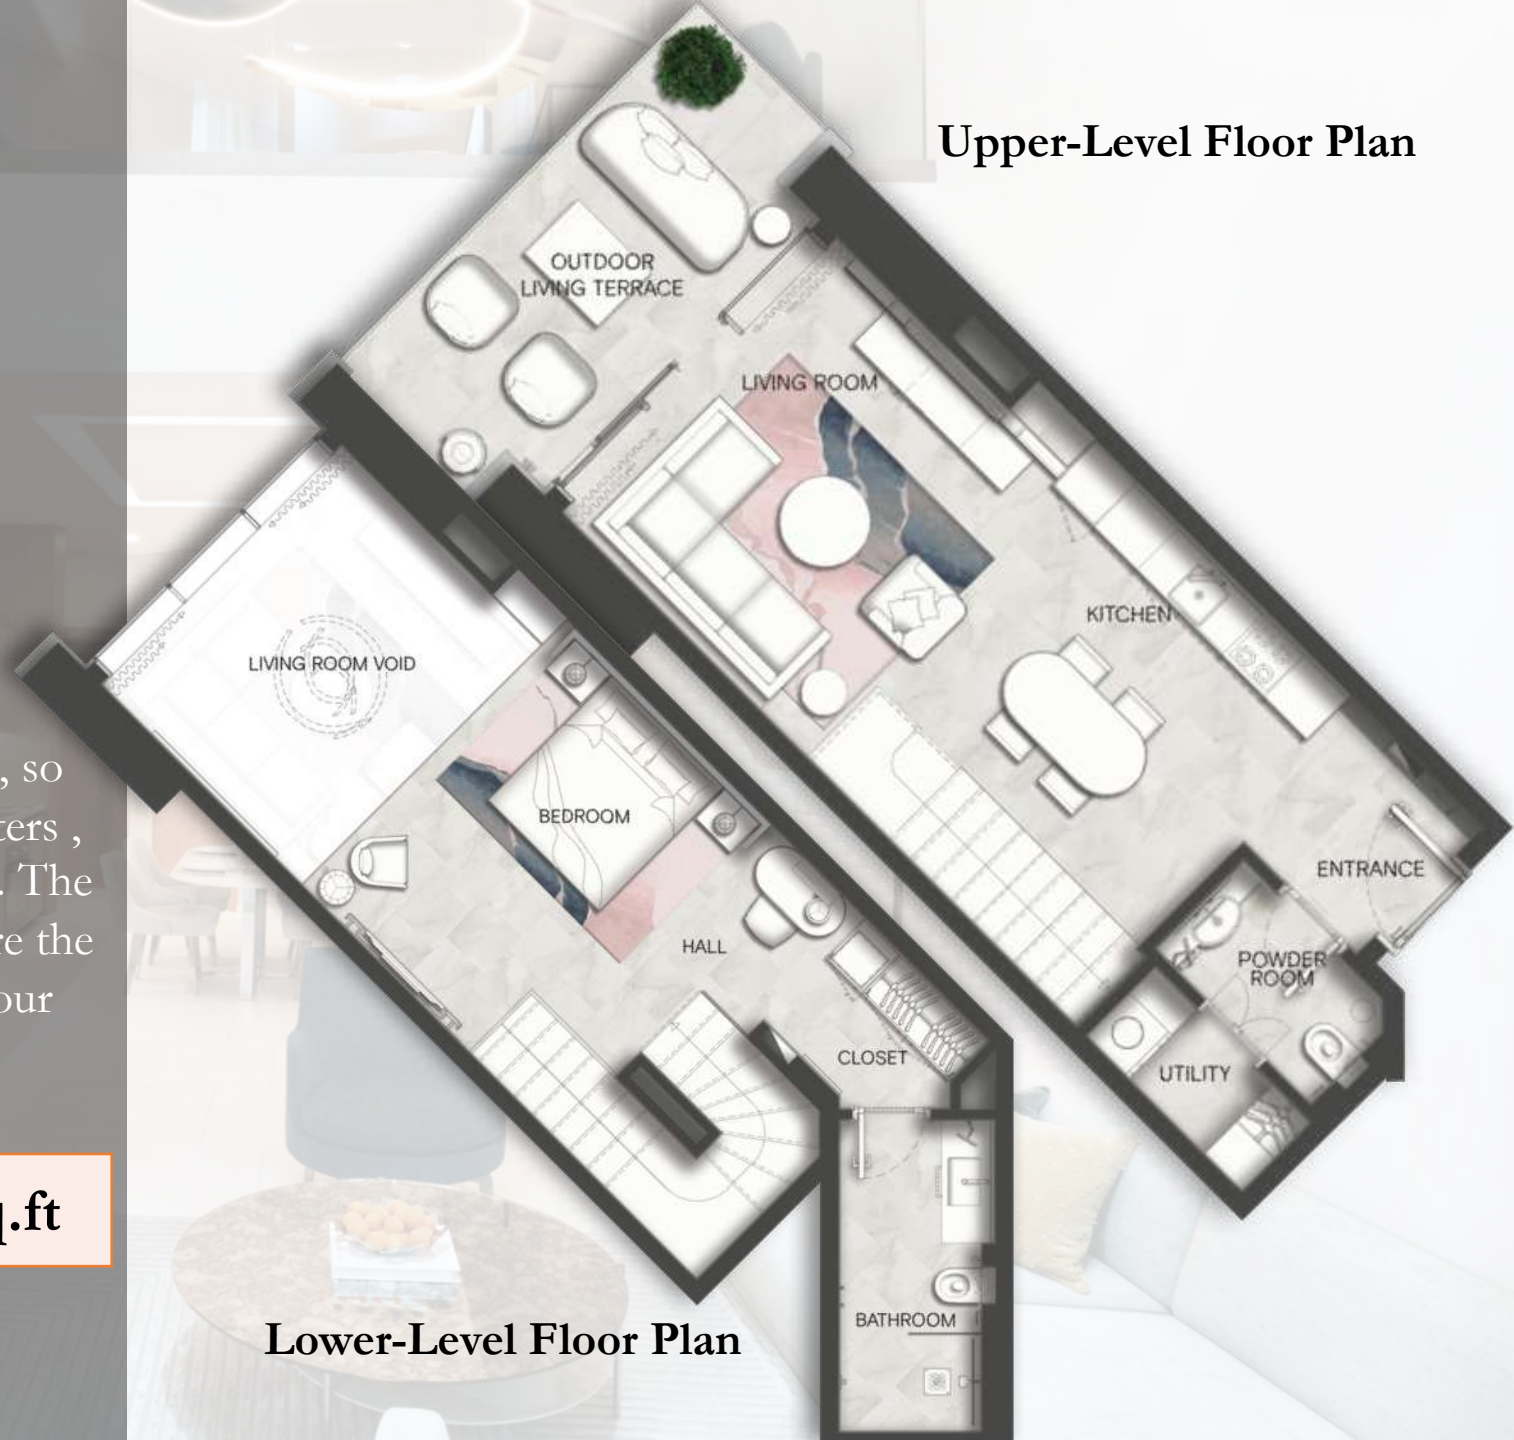 Upper-Level Floor Plan
OUTDOOR
LIVING TERRACE
LIVING ROOM
KITCHEN
ENTRANCE
POWDER
ROOM
UTILITY
LIVING ROOM VOID
BEDROOM
HALL
CLOSET
BATHROOM
Lower-Level Floor Plan
, so
ters ,
. The
re the
our
q.ft